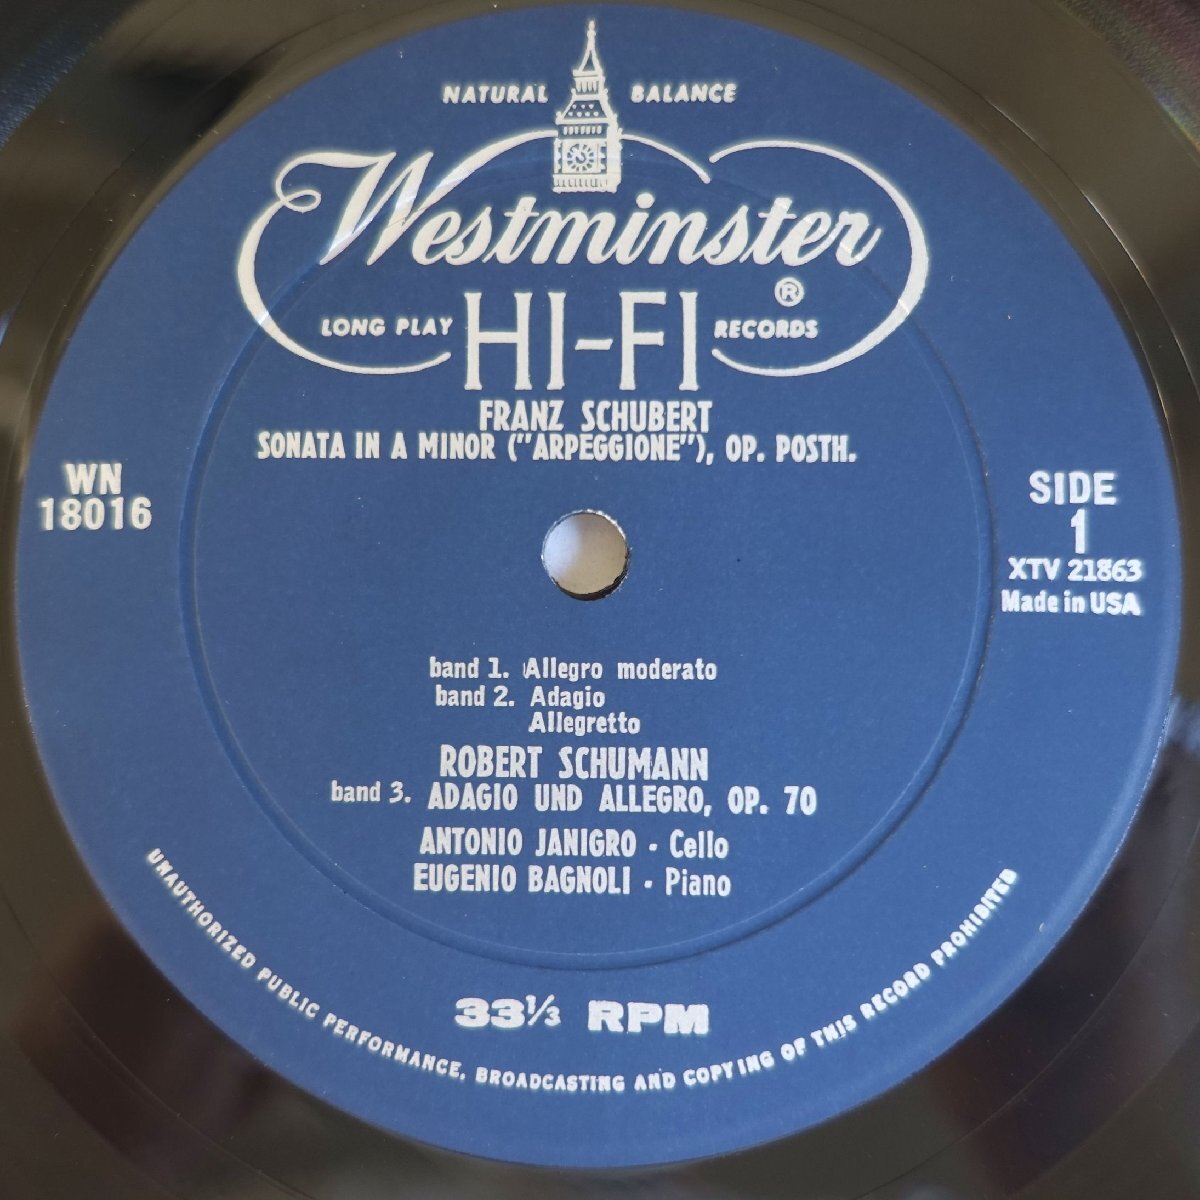 NATURAL BALANCE
Westminster
®
LONG PLAY HI-FI RECORDS
FRANZ SCHUBERT
SONATA IN A MINOR ("ARPEGGIONE"), OP. POSTH.
WN
18016
SIDE
1
XTV 21863
Made in USA
band 1. Allegro moderato
band 2. Adagio
Allegretto
ROBERT SCHUMANN
band 3. ADAGIO UND ALLEGRO, OP. 70
ANTONIO JANIGRO - Cello
EUGENIO BAGNOLI - Piano
33⅓ RPM
UNAUTHORIZED PUBLIC PERFORMANCE, BROADCASTING AND COPYING OF THIS RECORD PROHIBITED